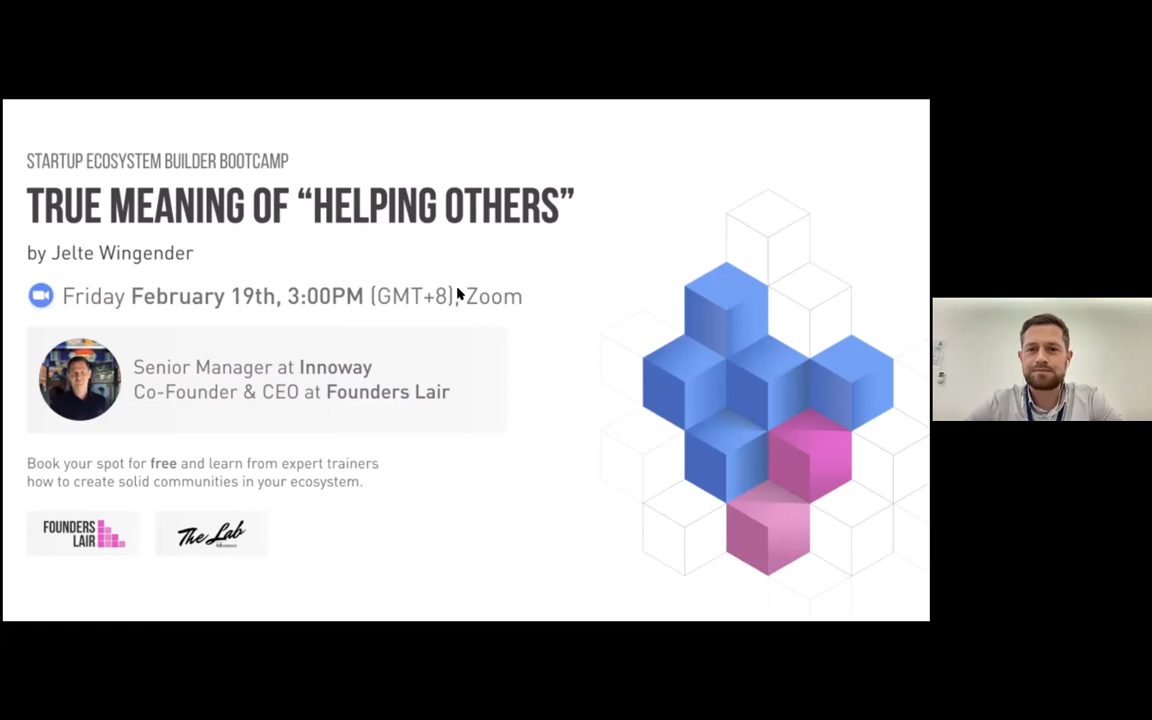 STARTUP ECOSYSTEM BUILDER BOOTCAMP
TRUE MEANING OF “HELPING OTHERS”
by Jelte Wingender
Friday February 19th, 3:00PM (GMT+8), Zoom
Senior Manager at Innoway
Co-Founder & CEO at Founders Lair
Book your spot for free and learn from expert trainers
how to create solid communities in your ecosystem.
FOUNDERS
LAIR
The Lab